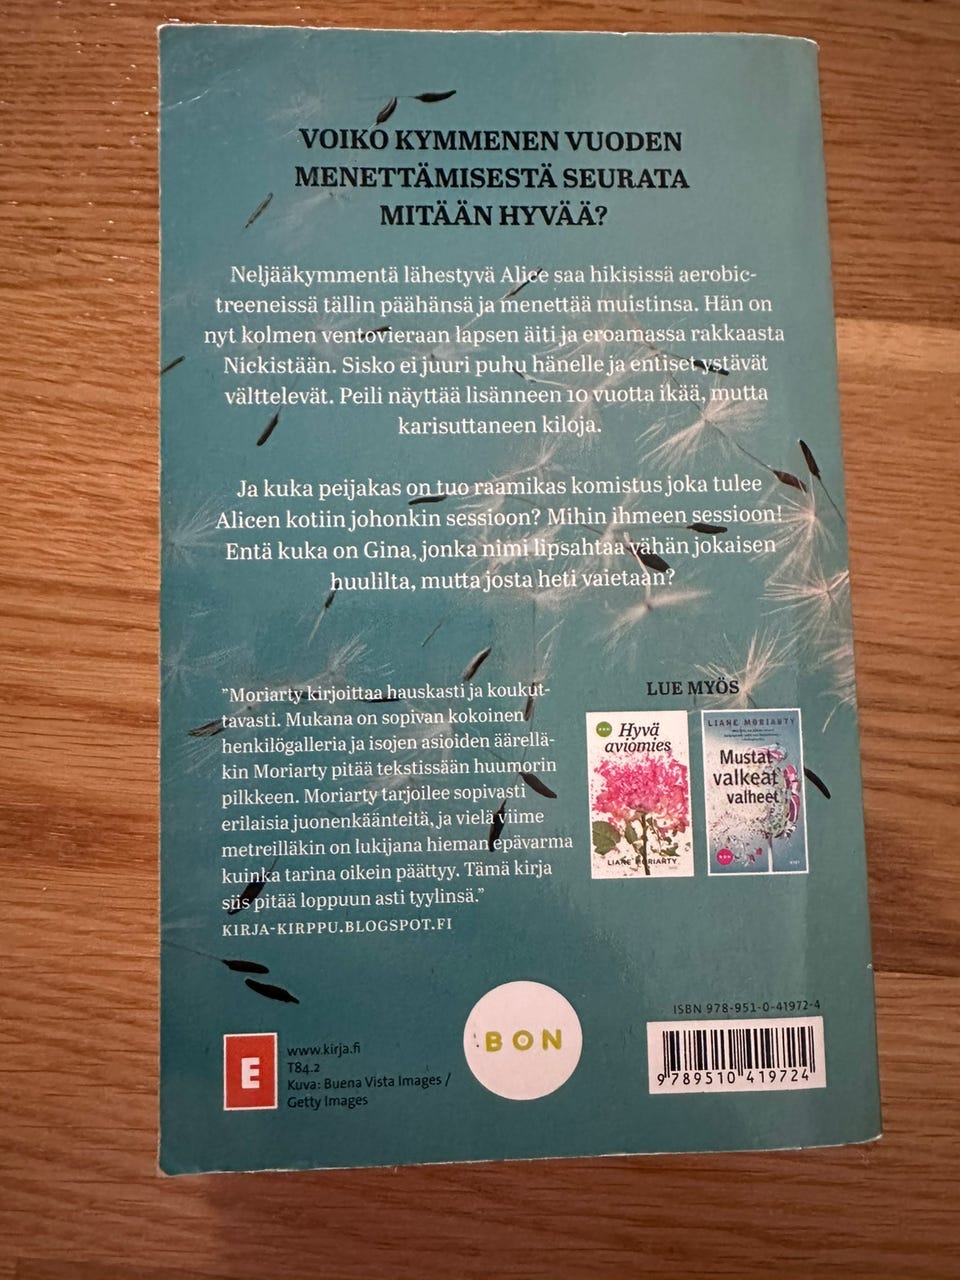 VOIKO KYMMENEN VUODEN
MENETTÄMISESTÄ SEURATA
MITÄÄN HYVÄÄ?
Neljääkymmentä lähestyvä Alice saa hikisissä aerobic-
treeneissä tällin päähänsä ja menettää muistinsa. Hän on
nyt kolmen ventovieraan lapsen äiti ja eroamassa rakkaasta
Nickistään. Sisko ei juuri puhu hänelle ja entiset ystävät
välttelevät. Peili näyttää lisänneen 10 vuotta ikää, mutta
karisuttaneen kiloja.
Ja kuka peijakas on tuo raamikas komistus joka tulee
Alicen kotiin johonkin sessioon? Mihin ihmeen sessioon!
Entä kuka on Gina, jonka nimi lipsahtaa vähän jokaisen
huulilta, mutta josta heti vaietaan?
"Moriarty kirjoittaa hauskasti ja koukut-
tavasti. Mukana on sopivan kokoinen
henkilögalleria ja isojen asioiden äärellä-
kin Moriarty pitää tekstissään huumorin
pilkkeen. Moriarty tarjoilee sopivasti
erilaisia juonenkäänteitä, ja vielä viime
metreilläkin on lukijana hieman epävarma
kuinka tarina oikein päättyy. Tämä kirja
siis pitää loppuun asti tyylinsä."
KIRJA-KIRPPU.BLOGSPOT.FI
LUE MYÖS
Hyvä
aviomies
LIANE MORIARTY
LIANE MORIARTY
Mustat
valkeat
valheet
E
www.kirja.fi
T84.2
Kuva: Buena Vista Images /
Getty Images
BON
ISBN 978-951-0-41972-4
9 789510 419724